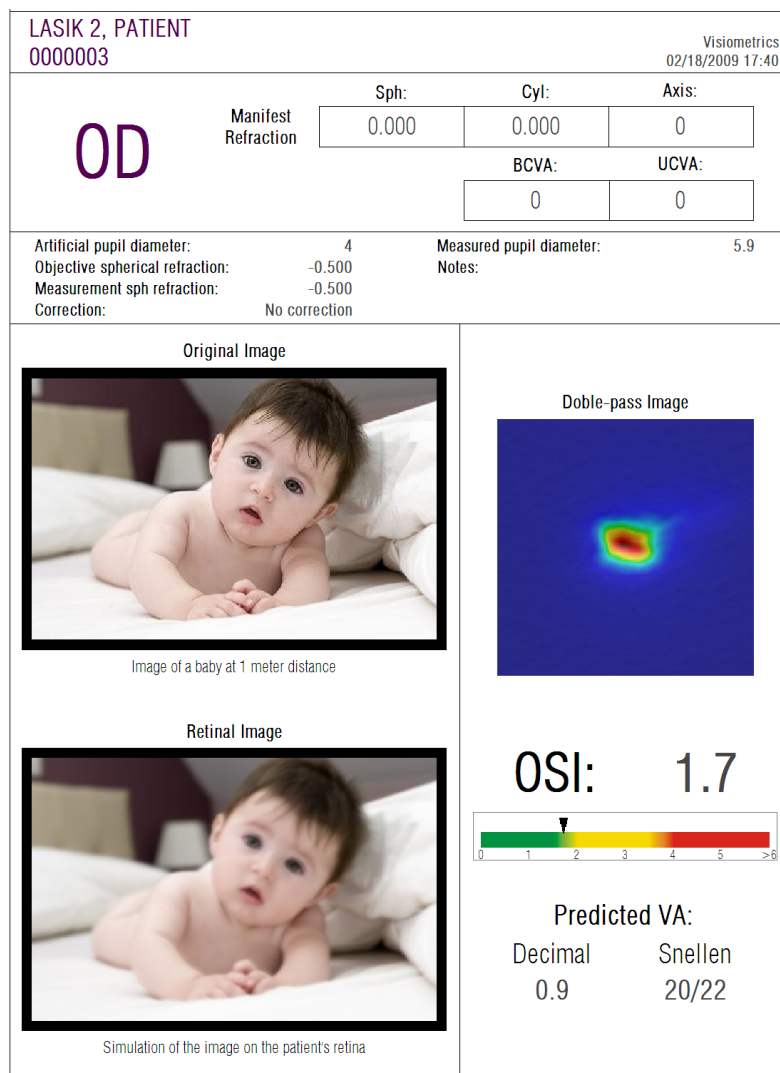 LASIK 2, PATIENT
0000003
Visiometrics
02/18/2009 17:40
OD
Manifest
Refraction
Sph: Cyl: Axis:
0.000 0.000 0
BCVA: UCVA:
0 0
Artificial pupil diameter: 4
Objective spherical refraction: -0.500
Measurement sph refraction: -0.500
Correction: No correction
Measured pupil diameter: 5.9
Notes:
Original Image
Image of a baby at 1 meter distance
Retinal Image
Simulation of the image on the patient's retina
Doble-pass Image
OSI: 1.7
0 1 2 3 4 5 >6
Predicted VA:
Decimal Snellen
0.9 20/22